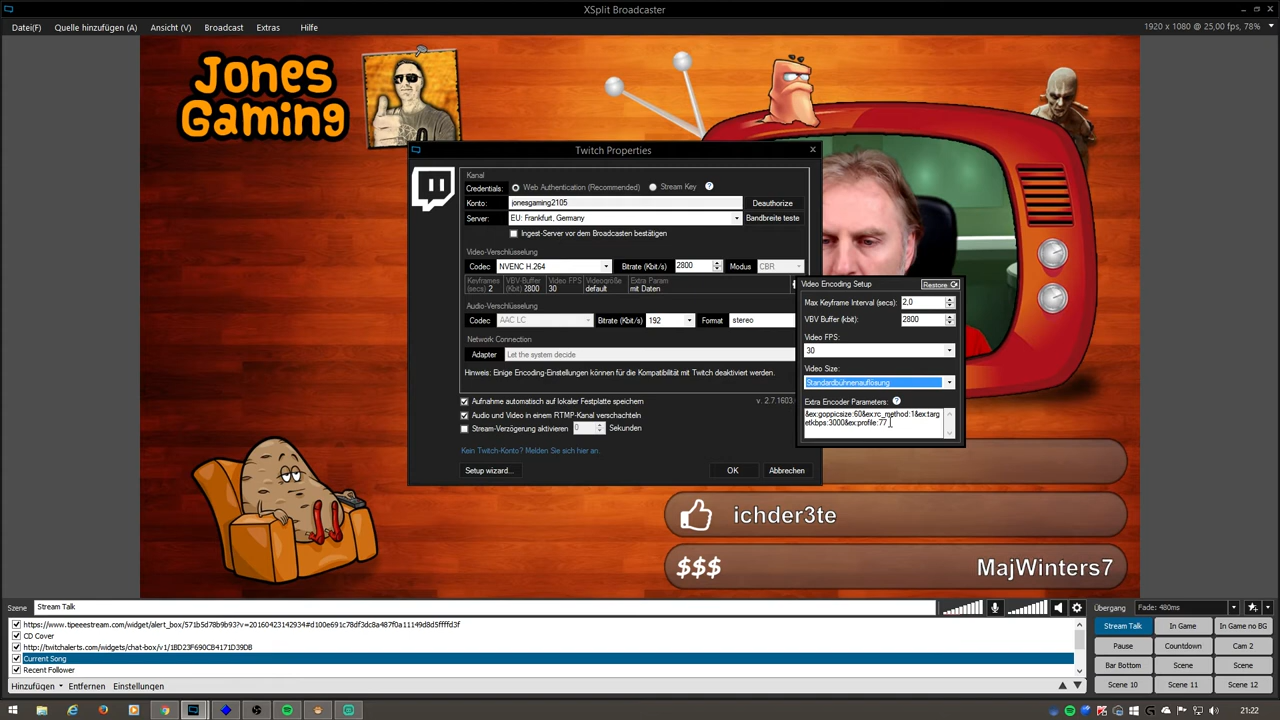 XSplit Broadcaster
Datei(F) Quelle hinzufügen (A) Ansicht (V) Broadcast Extras Hilfe
1920 x 1080 @ 25,00 fps, 78%
Jones
Gaming
Twitch Properties
Kanal
Credentials: Web Authentication (Recommended) Stream Key
Konto: jonesgaming2105 Deauthorize
Server: EU: Frankfurt, Germany Bandbreite teste
Ingest-Server vor dem Broadcasten bestätigen
Video-Verschlüsselung
Codec NVENC H.264 Bitrate (Kbit/s) 2800 Modus CBR
Keyframes (secs) 2 VBV-Buffer (Kbit) 2800 Video FPS 30 Videogröße default Extra Param mit Daten
Audio-Verschlüsselung
Codec AAC LC Bitrate (Kbit/s) 192 Format stereo
Network Connection
Adapter Let the system decide
Hinweis: Einige Encoding-Einstellungen können für die Kompatibilität mit Twitch deaktiviert werden.
Aufnahme automatisch auf lokaler Festplatte speichern
v. 2.7.1603.
Audio und Video in einem RTMP-Kanal verschachteln
Stream-Verzögerung aktivieren 0 Sekunden
Kein Twitch-Konto? Melden Sie sich hier an.
Setup wizard... OK Abbrechen
Video Encoding Setup Restore
Max Keyframe Interval (secs): 2,0
VBV Buffer (kbit): 2800
Video FPS:
30
Video Size:
Standardbühnenauflösung
Extra Encoder Parameters:
&ex:goppicsize:60&ex:rc_method:1&ex:targ
etkbps:3000&ex:profile:77
ichder3te
$$$ MajWinters7
Szene Stream Talk
Übergang Fade: 480ms
https://www.tipeeestream.com/widget/alert_box/571b5d78b9b93?v=20160423142934#d100e691c78df3dc8a487f0a11149d8d5ffffd3f
CD Cover
http://twitchalerts.com/widgets/chat-box/v1/1BD23F690CB4171D39DB
Current Song
Recent Follower
Stream Talk In Game In Game no BG
Pause Countdown Cam 2
Bar Bottom Scene Scene
Scene 10 Scene 11 Scene 12
Hinzufügen Entfernen Einstellungen
21:22